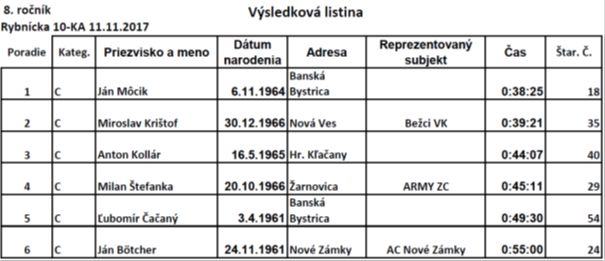 8. ročník
Výsledková listina
Rybnícka 10-KA 11.11.2017
Poradie Kateg. Priezvisko a meno Dátum narodenia Adresa Reprezentovaný subjekt Čas Štar. Č.
1 C Ján Môcik 6.11.1964 Banská Bystrica 0:38:25 18
2 C Miroslav Krištof 30.12.1966 Nová Ves Bežci VK 0:39:21 35
3 C Anton Kollár 16.5.1965 Hr. Kľačany 0:44:07 40
4 C Milan Štefanka 20.10.1966 Žarnovica ARMY ZC 0:45:11 29
5 C Ľubomír Čačaný 3.4.1961 Banská Bystrica 0:49:30 54
6 C Ján Bötcher 24.11.1961 Nové Zámky AC Nové Zámky 0:55:00 24